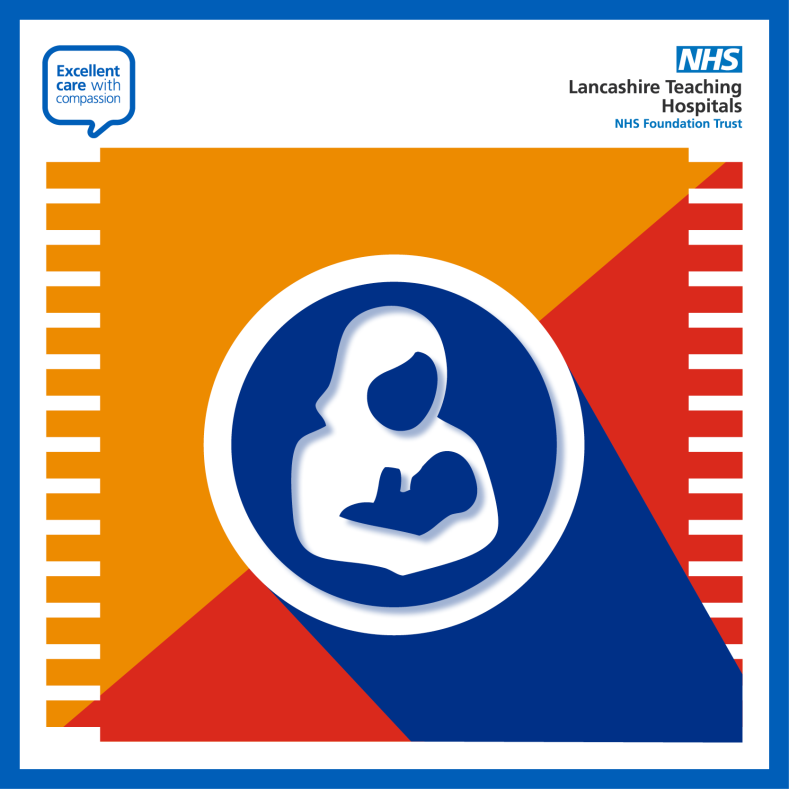 Excellent
care with
compassion
NHS
Lancashire Teaching
Hospitals
NHS Foundation Trust